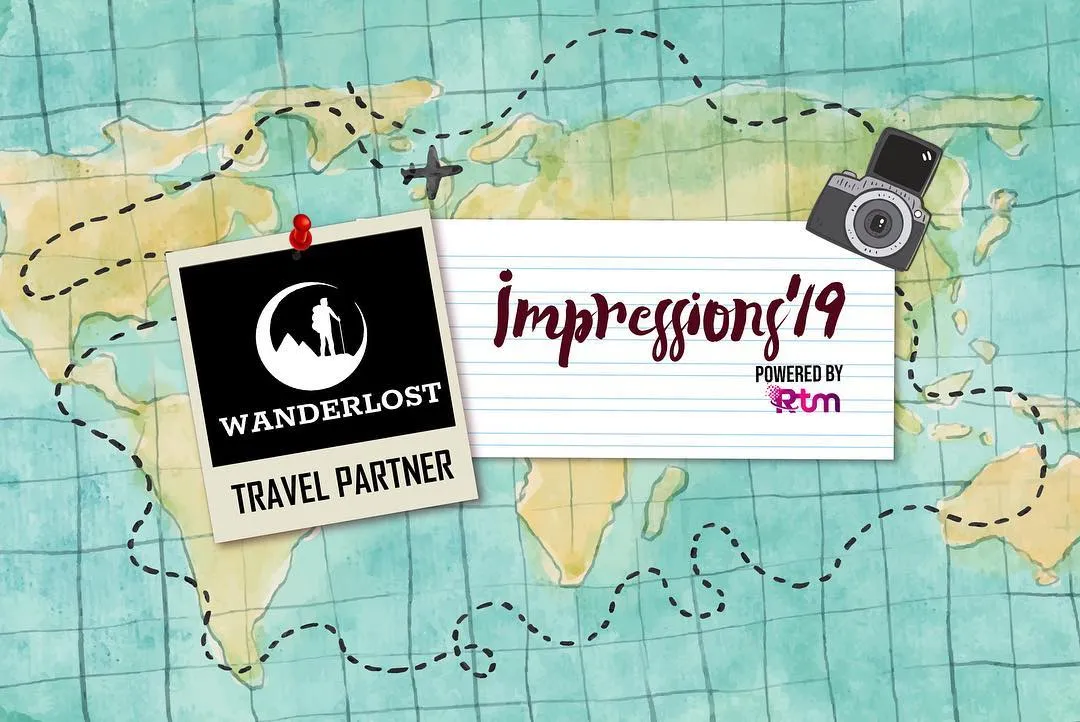 WANDERLOST
TRAVEL PARTNER
Impressions'19
POWERED BY
Rtm